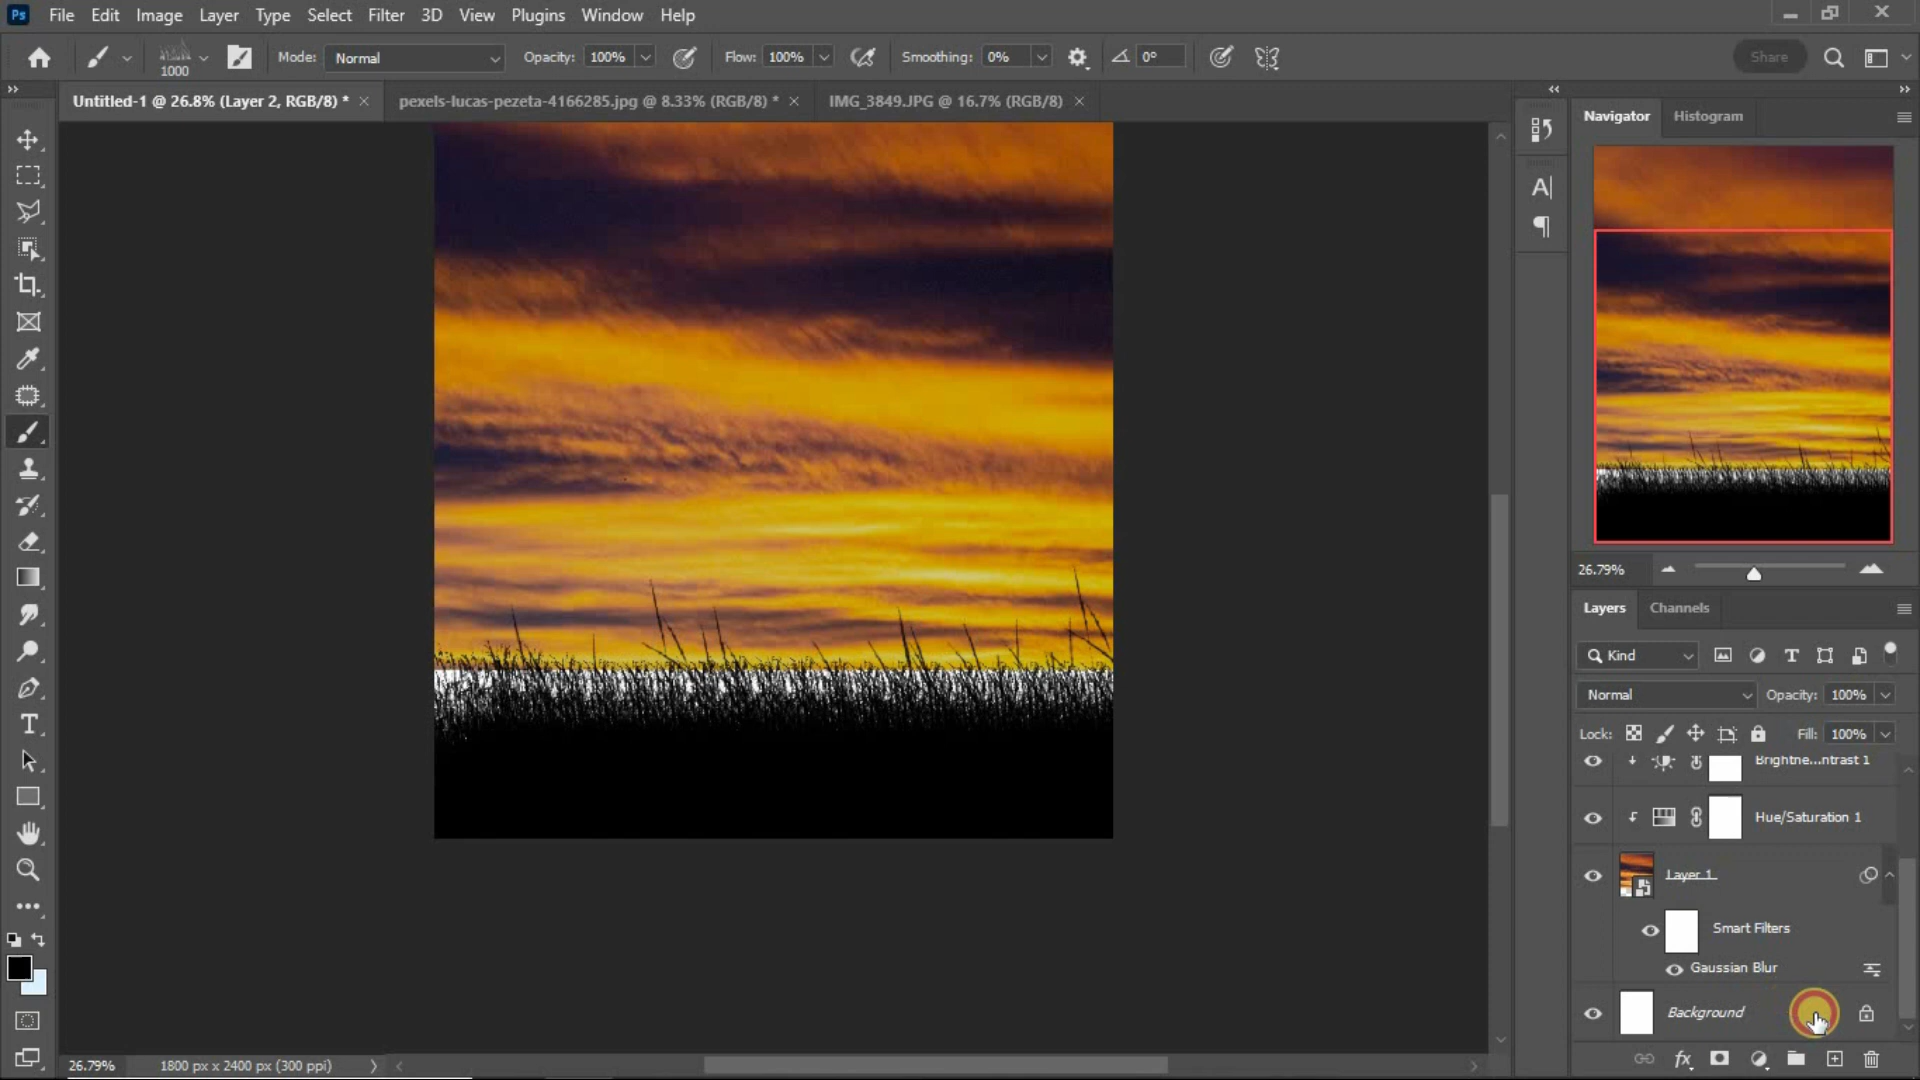 Ps File Edit Image Layer Type Select Filter 3D View Plugins Window Help
1000 Mode: Normal Opacity: 100% Flow: 100% Smoothing: 0% 0° Share
Untitled-1 @ 26.8% (Layer 2, RGB/8) * pexels-lucas-pezeta-4166285.jpg @ 8.33% (RGB/8) * IMG_3849.JPG @ 16.7% (RGB/8)
Navigator Histogram
26.79%
Layers Channels
Kind
Normal Opacity: 100%
Lock: Fill: 100%
Brightne...ntrast 1
Hue/Saturation 1
Layer 1
Smart Filters
Gaussian Blur
Background
fx
26.79% 1800 px x 2400 px (300 ppi)